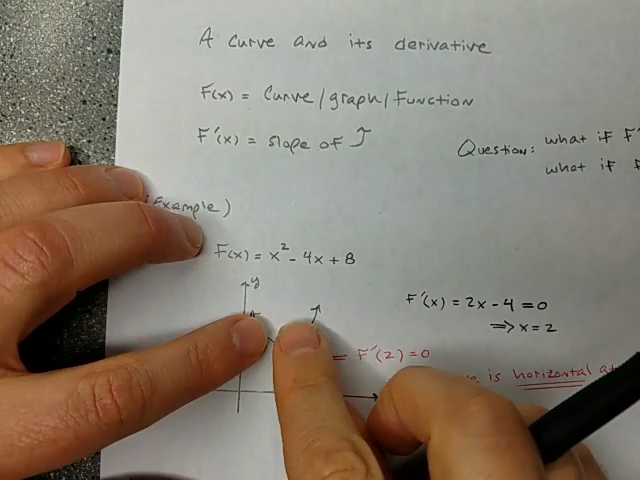 A curve and its derivative
F(x) = curve/graph/function
F'(x) = slope of
Question: what if F'
what if F
(Example)
F(x) = x² - 4x + 8
y
F'(x) = 2x - 4 = 0
⇒ x = 2
= F'(2) = 0
is horizontal at